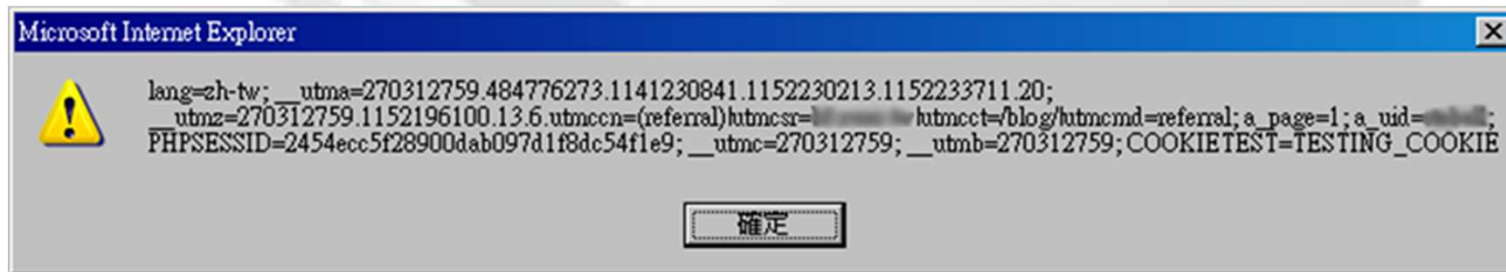 Microsoft Internet Explorer
lang=zh-tw; __utma=270312759.484776273.1141230841.1152230213.1152233711.20;
__utmz=270312759.1152196100.13.6.utmccn=(referral)|utmcsr= |utmcct=/blog/|utmcmd=referral; a_page=1; a_uid= ;
PHPSESSID=2454ecc5f28900dab097d1f8dc54f1e9; __utmc=270312759; __utmb=270312759; COOKIETEST=TESTING_COOKIE
確定